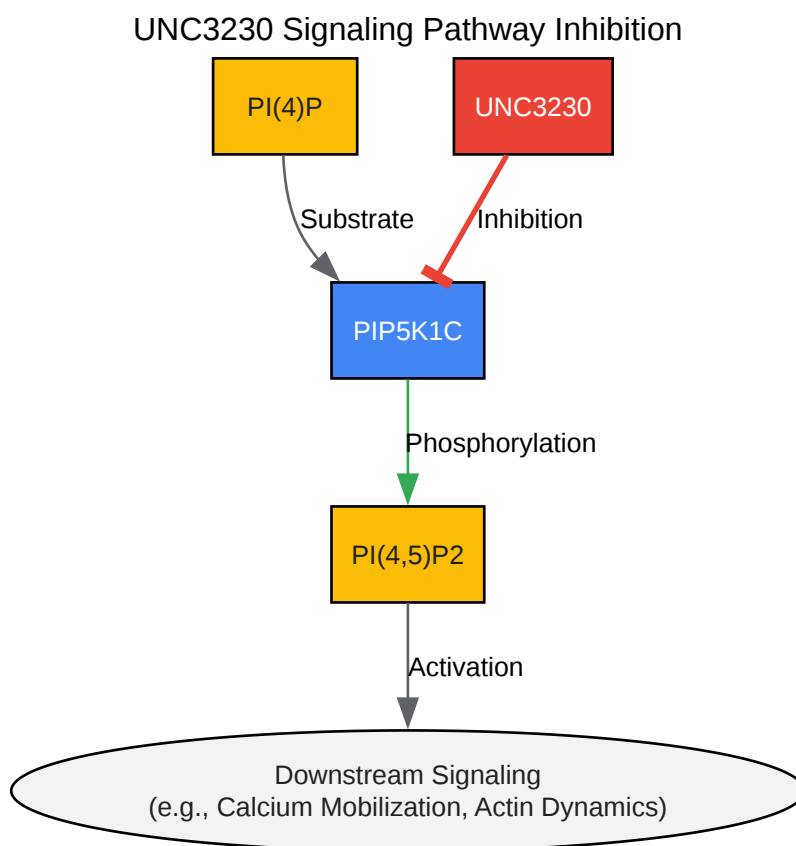 UNC3230 Signaling Pathway Inhibition
PI(4)P
UNC3230
Substrate
Inhibition
PIP5K1C
Phosphorylation
PI(4,5)P2
Activation
Downstream Signaling
(e.g., Calcium Mobilization, Actin Dynamics)